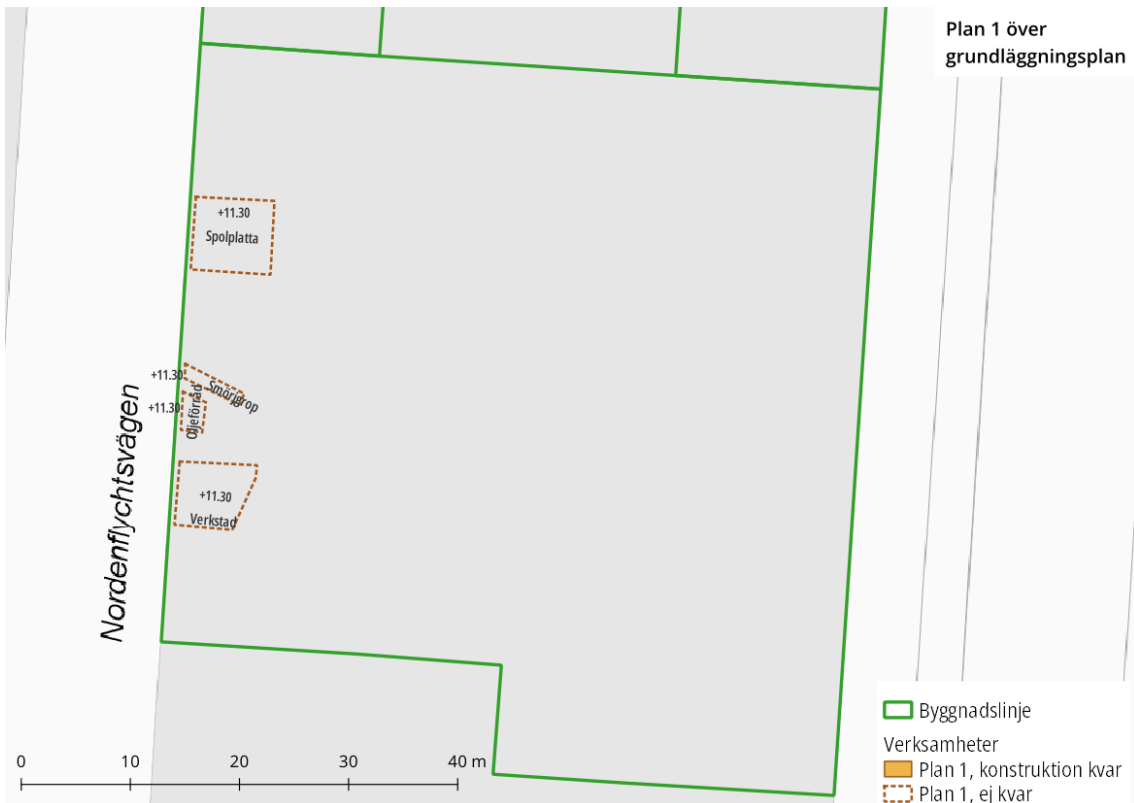 Plan 1 över
grundläggningsplan
+11.30
Spolplatta
+11.30
Smörjgrop
+11.30
Oljeförråd
+11.30
Verkstad
Nordenflychtsvägen
0 10 20 30 40 m
Byggnadslinje
Verksamheter
Plan 1, konstruktion kvar
Plan 1, ej kvar